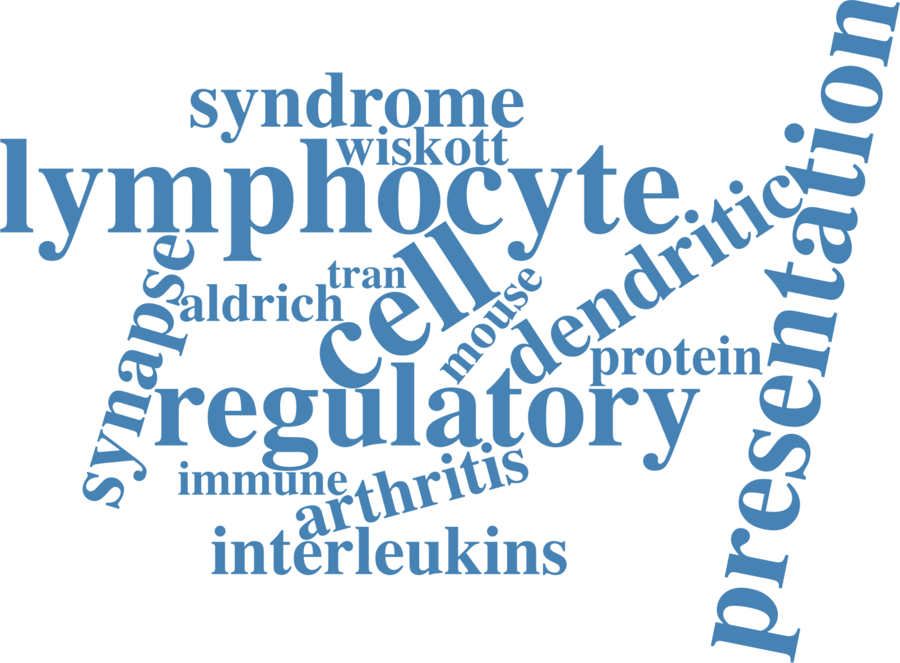 syndrome
wiskott
lymphocyte
presentation
dendritic
cell
tran
aldrich
mouse
synapse
protein
regulatory
immune
arthritis
interleukins